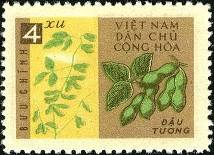 4 xu
BƯU CHÍNH
VIỆT NAM
DÂN CHỦ
CỘNG HÒA
ĐẬU
TƯƠNG